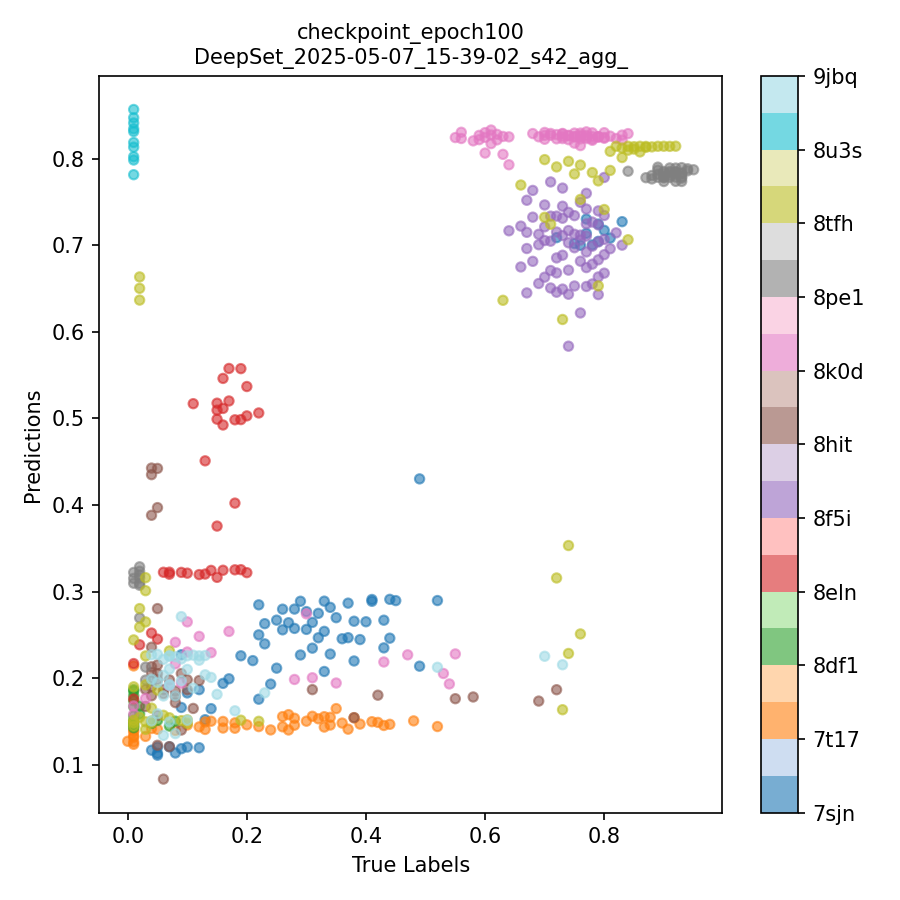 checkpoint_epoch100
DeepSet_2025-05-07_15-39-02_s42_agg_
Predictions
0.8
0.7
0.6
0.5
0.4
0.3
0.2
0.1
0.0
0.2
0.4
0.6
0.8
True Labels
9jbq
8u3s
8tfh
8pe1
8k0d
8hit
8f5i
8eln
8df1
7t17
7sjn